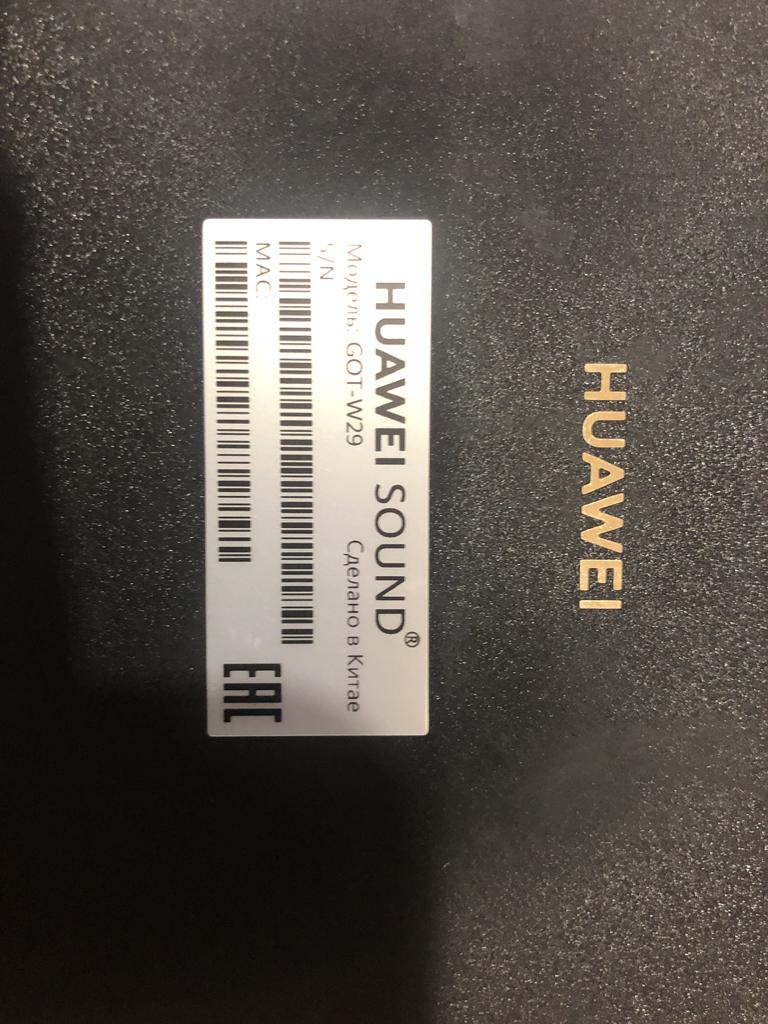 HUAWEI
HUAWEI SOUND®
Модель: GOT-W29 Сделано в Китае
S/N
MAC:
EAC